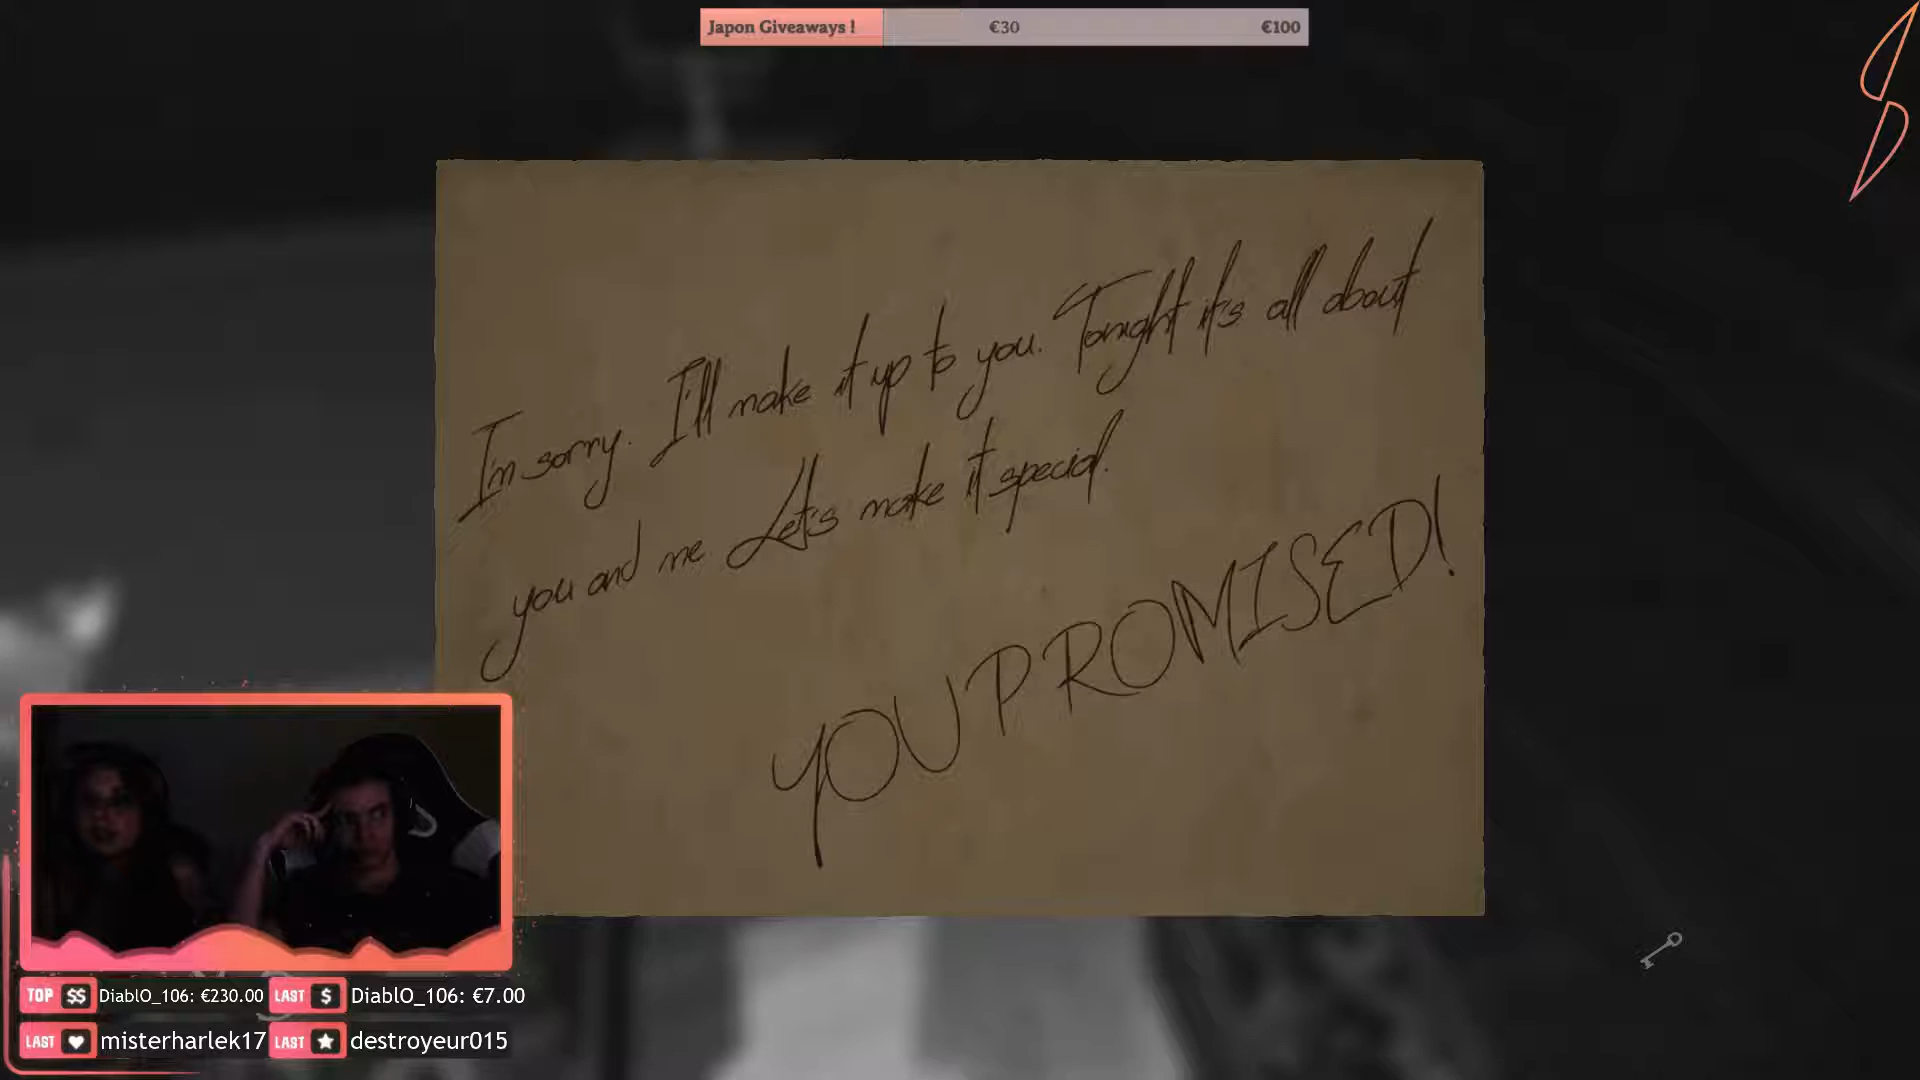 Japon Giveaways ! €30 €100
I'm sorry. I'll make it up to you. Tonight it's all about
you and me. Let's make it special.
YOU PROMISED!
TOP $$ DiablO_106: €230.00 LAST $ DiablO_106: €7.00
LAST misterharlek17 LAST destroyeur015